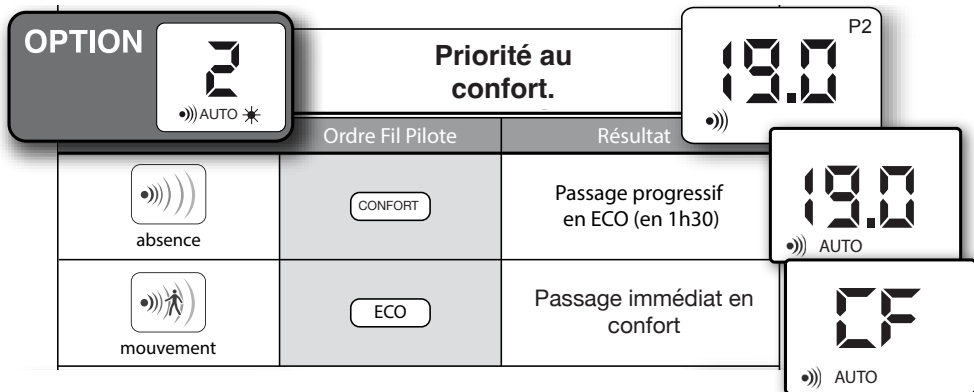 OPTION
2
AUTO
Priorité au
confort.
P2
19.0
Ordre Fil Pilote
Résultat
absence
CONFORT
Passage progressif
en ECO (en 1h30)
19.0
AUTO
mouvement
ECO
Passage immédiat en
confort
CF
AUTO